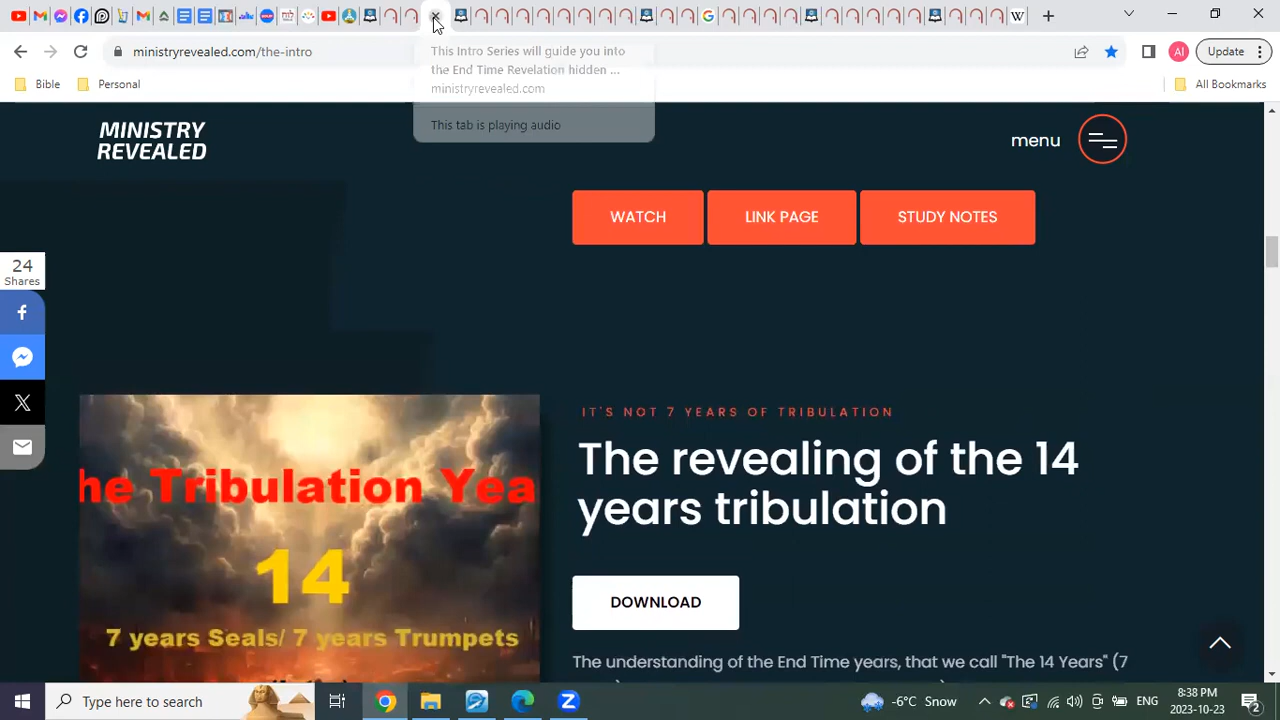 ministryrevealed.com/the-intro
Update
Bible
Personal
All Bookmarks
This Intro Series will guide you into
the End Time Revelation hidden ...
ministryrevealed.com
This tab is playing audio
MINISTRY
REVEALED
menu
WATCH
LINK PAGE
STUDY NOTES
24
Shares
IT'S NOT 7 YEARS OF TRIBULATION
The revealing of the 14
years tribulation
he Tribulation Yea
14
7 years Seals/ 7 years Trumpets
DOWNLOAD
The understanding of the End Time years, that we call "The 14 Years" (7
Type here to search
-6°C Snow
ENG
8:38 PM
2023-10-23
2